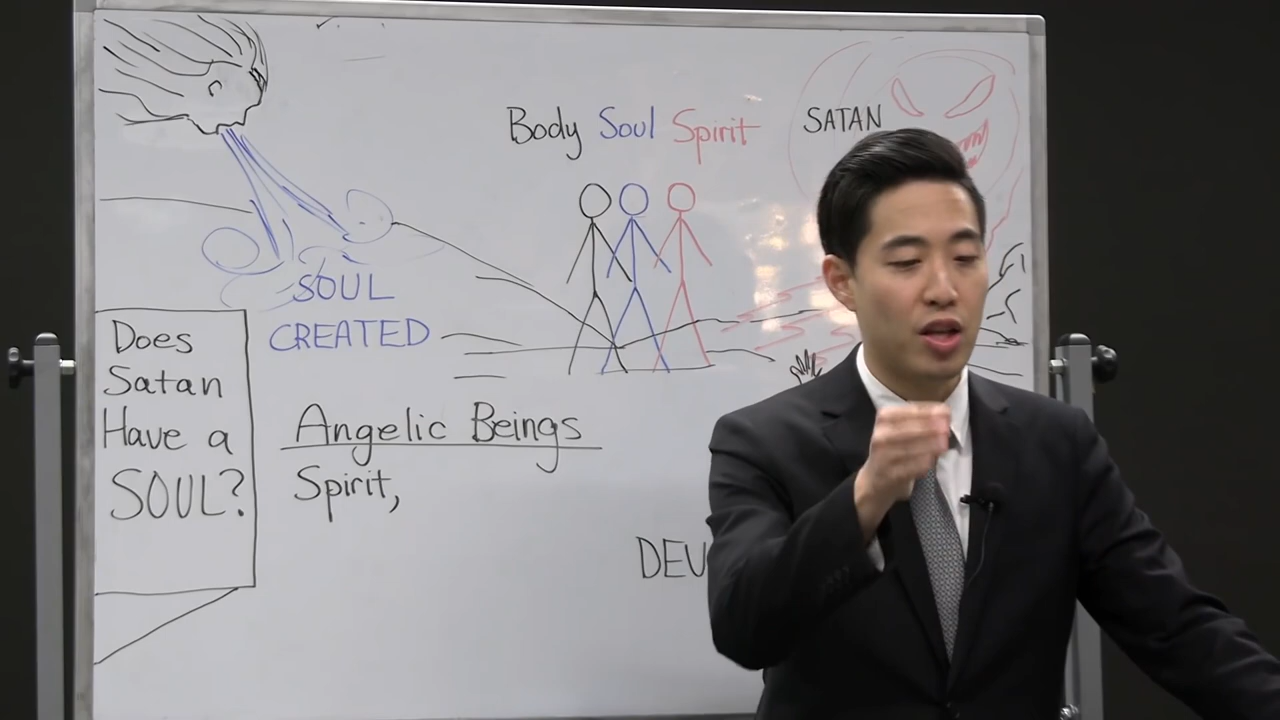 Body Soul Spirit
SATAN
SOUL
CREATED
Does
Satan
Have a
SOUL?
Angelic Beings
Spirit,